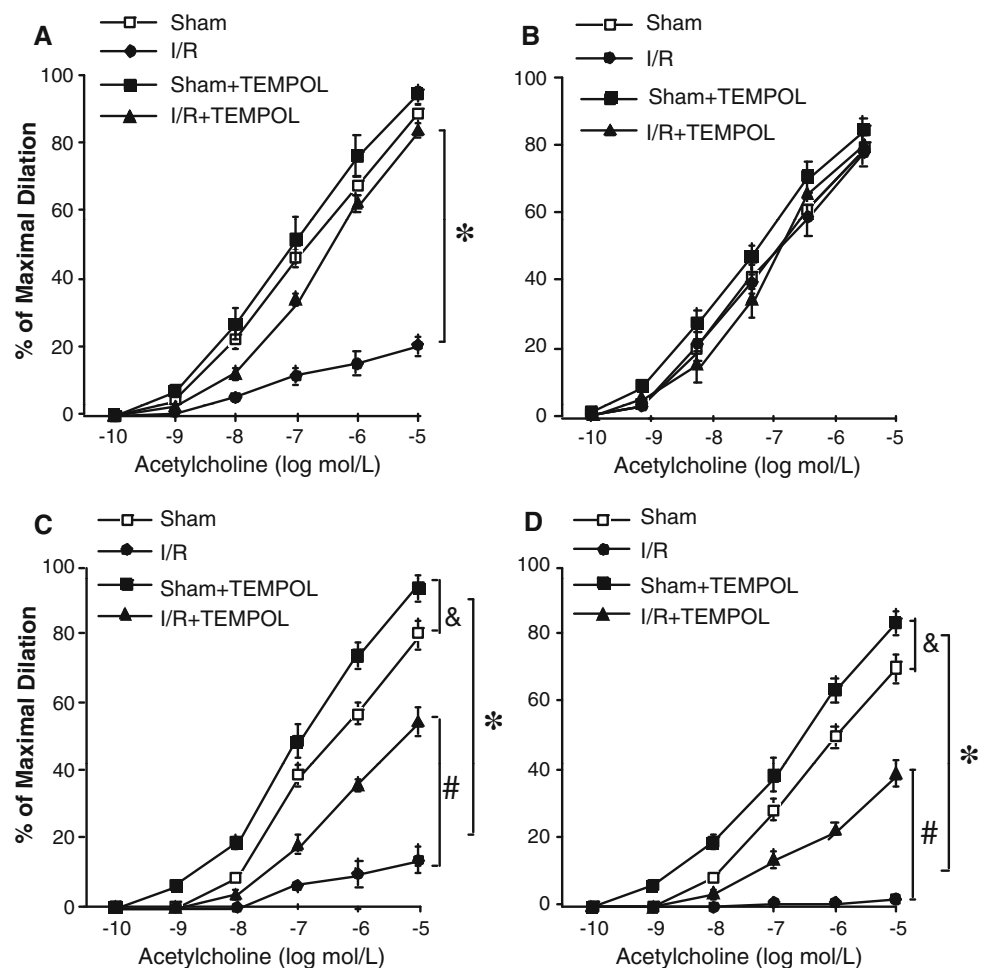 A
Sham
I/R
Sham+TEMPOL
I/R+TEMPOL
100
80
60
40
20
0
% of Maximal Dilation
*
-10 -9 -8 -7 -6 -5
Acetylcholine (log mol/L)
B
Sham
I/R
Sham+TEMPOL
I/R+TEMPOL
100
80
60
40
20
0
-10 -9 -8 -7 -6 -5
Acetylcholine (log mol/L)
C
Sham
I/R
Sham+TEMPOL
I/R+TEMPOL
100
80
60
40
20
0
% of Maximal Dilation
&
*
#
-10 -9 -8 -7 -6 -5
Acetylcholine (log mol/L)
D
Sham
I/R
Sham+TEMPOL
I/R+TEMPOL
100
80
60
40
20
0
&
*
#
-10 -9 -8 -7 -6 -5
Acetylcholine (log mol/L)